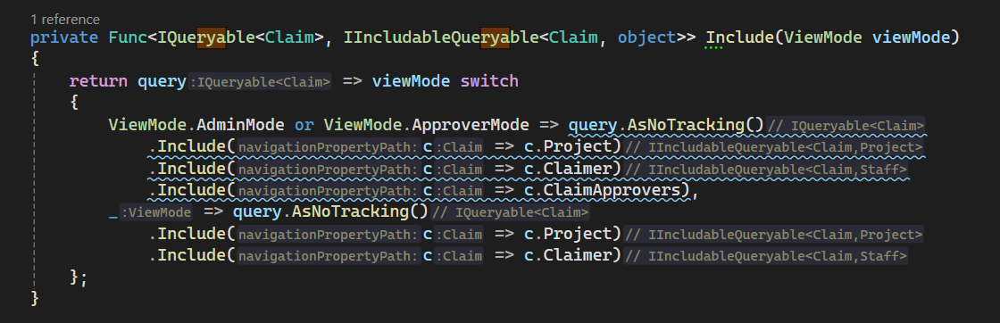 1 reference
private Func<IQueryable<Claim>, IIncludableQueryable<Claim, object>> Include(ViewMode viewMode)
{
    return query:IQueryable<Claim> => viewMode switch
    {
        ViewMode.AdminMode or ViewMode.ApproverMode => query.AsNoTracking()// IQueryable<Claim>
            .Include(navigationPropertyPath:c:Claim => c.Project)// IIncludableQueryable<Claim,Project>
            .Include(navigationPropertyPath:c:Claim => c.Claimer)// IIncludableQueryable<Claim,Staff>
            .Include(navigationPropertyPath:c:Claim => c.ClaimApprovers),
        _:ViewMode => query.AsNoTracking()// IQueryable<Claim>
            .Include(navigationPropertyPath:c:Claim => c.Project)// IIncludableQueryable<Claim,Project>
            .Include(navigationPropertyPath:c:Claim => c.Claimer)// IIncludableQueryable<Claim,Staff>
    };
}